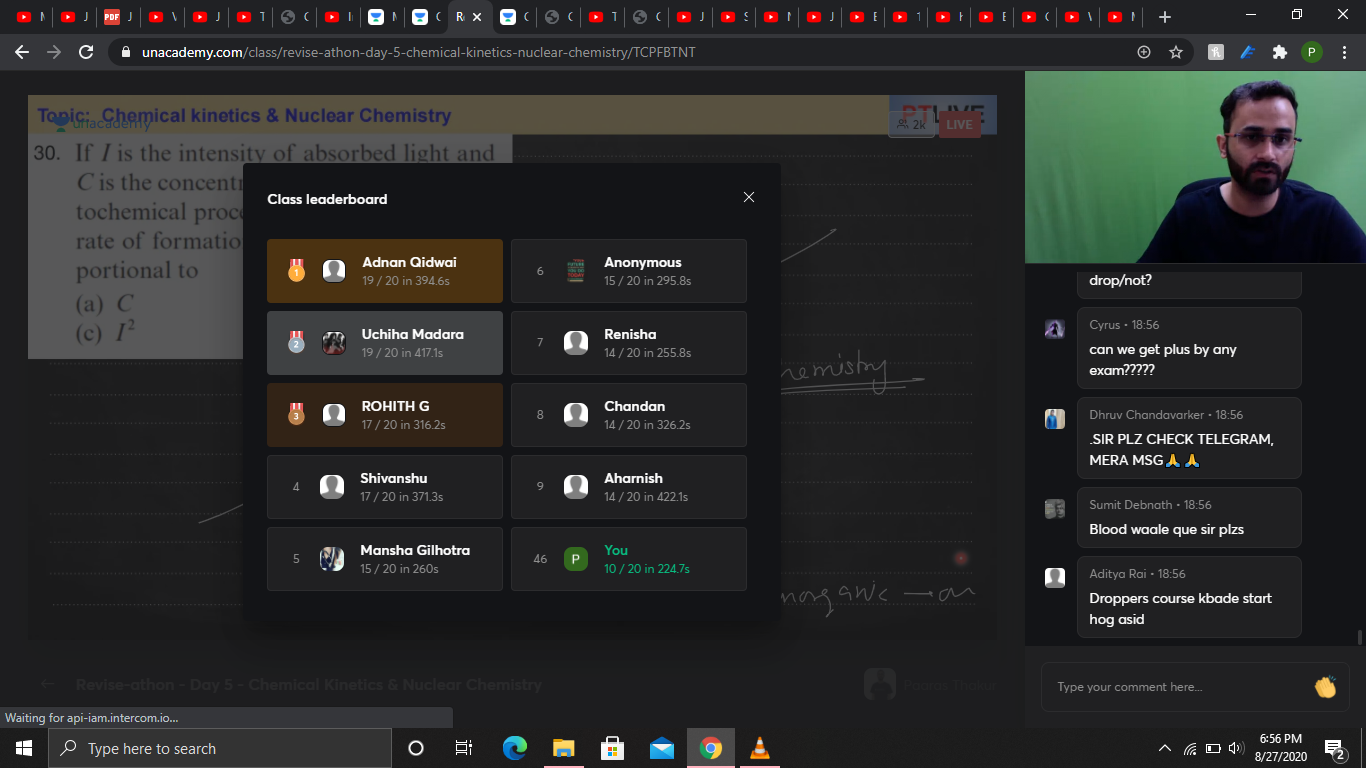 unacademy.com/class/revise-athon-day-5-chemical-kinetics-nuclear-chemistry/TCPFBTNT
P
Topic: Chemical kinetics & Nuclear Chemistry
unacademy
LIVE
2k
LIVE
30. If I is the intensity of absorbed light and
C is the concent
tochemical proc
rate of formatio
portional to
(a) C
(c) I²
Class leaderboard
1
Adnan Qidwai
19 / 20 in 394.6s
2
Uchiha Madara
19 / 20 in 417.1s
3
ROHITH G
17 / 20 in 316.2s
4
Shivanshu
17 / 20 in 371.3s
5
Mansha Gilhotra
15 / 20 in 260s
6
Anonymous
15 / 20 in 295.8s
7
Renisha
14 / 20 in 255.8s
8
Chandan
14 / 20 in 326.2s
9
Aharnish
14 / 20 in 422.1s
46
P
You
10 / 20 in 224.7s
hemistry
norganic → an
Revise-athon - Day 5 - Chemical Kinetics & Nuclear Chemistry
drop/not?
Cyrus • 18:56
can we get plus by any
exam?????
Dhruv Chandavarker • 18:56
.SIR PLZ CHECK TELEGRAM,
MERA MSG🙏🙏
Sumit Debnath • 18:56
Blood waale que sir plzs
Aditya Rai • 18:56
Droppers course kbade start
hog asid
Type your comment here...
Waiting for api-iam.intercom.io...
Type here to search
6:56 PM
8/27/2020
2